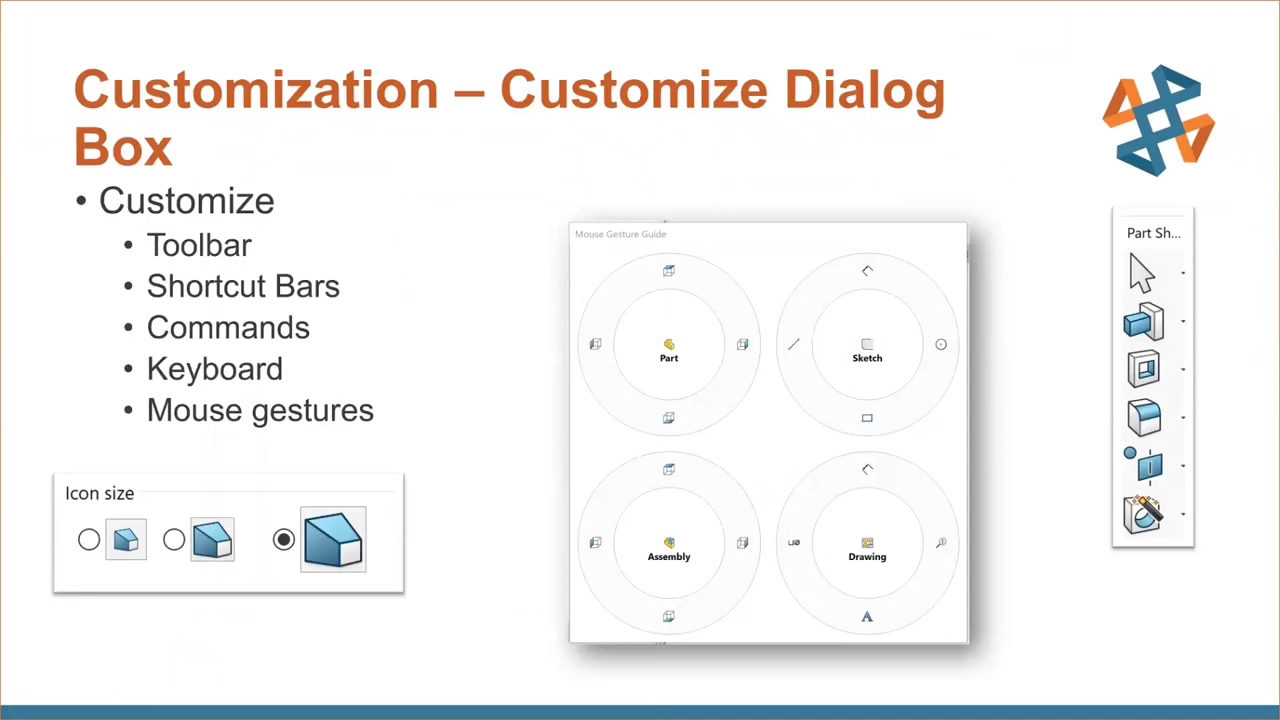 Customization – Customize Dialog
Box
• Customize
• Toolbar
• Shortcut Bars
• Commands
• Keyboard
• Mouse gestures
Icon size
Mouse Gesture Guide
Part
Sketch
Assembly
Drawing
Part Sh...